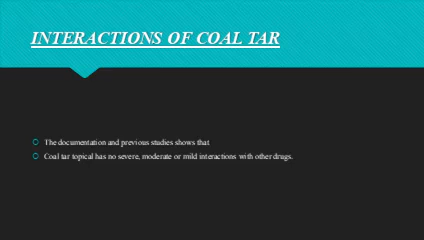 INTERACTIONS OF COAL TAR
The documentation and previous studies shows that
Coal tar topical has no severe, moderate or mild interactions with other drugs.